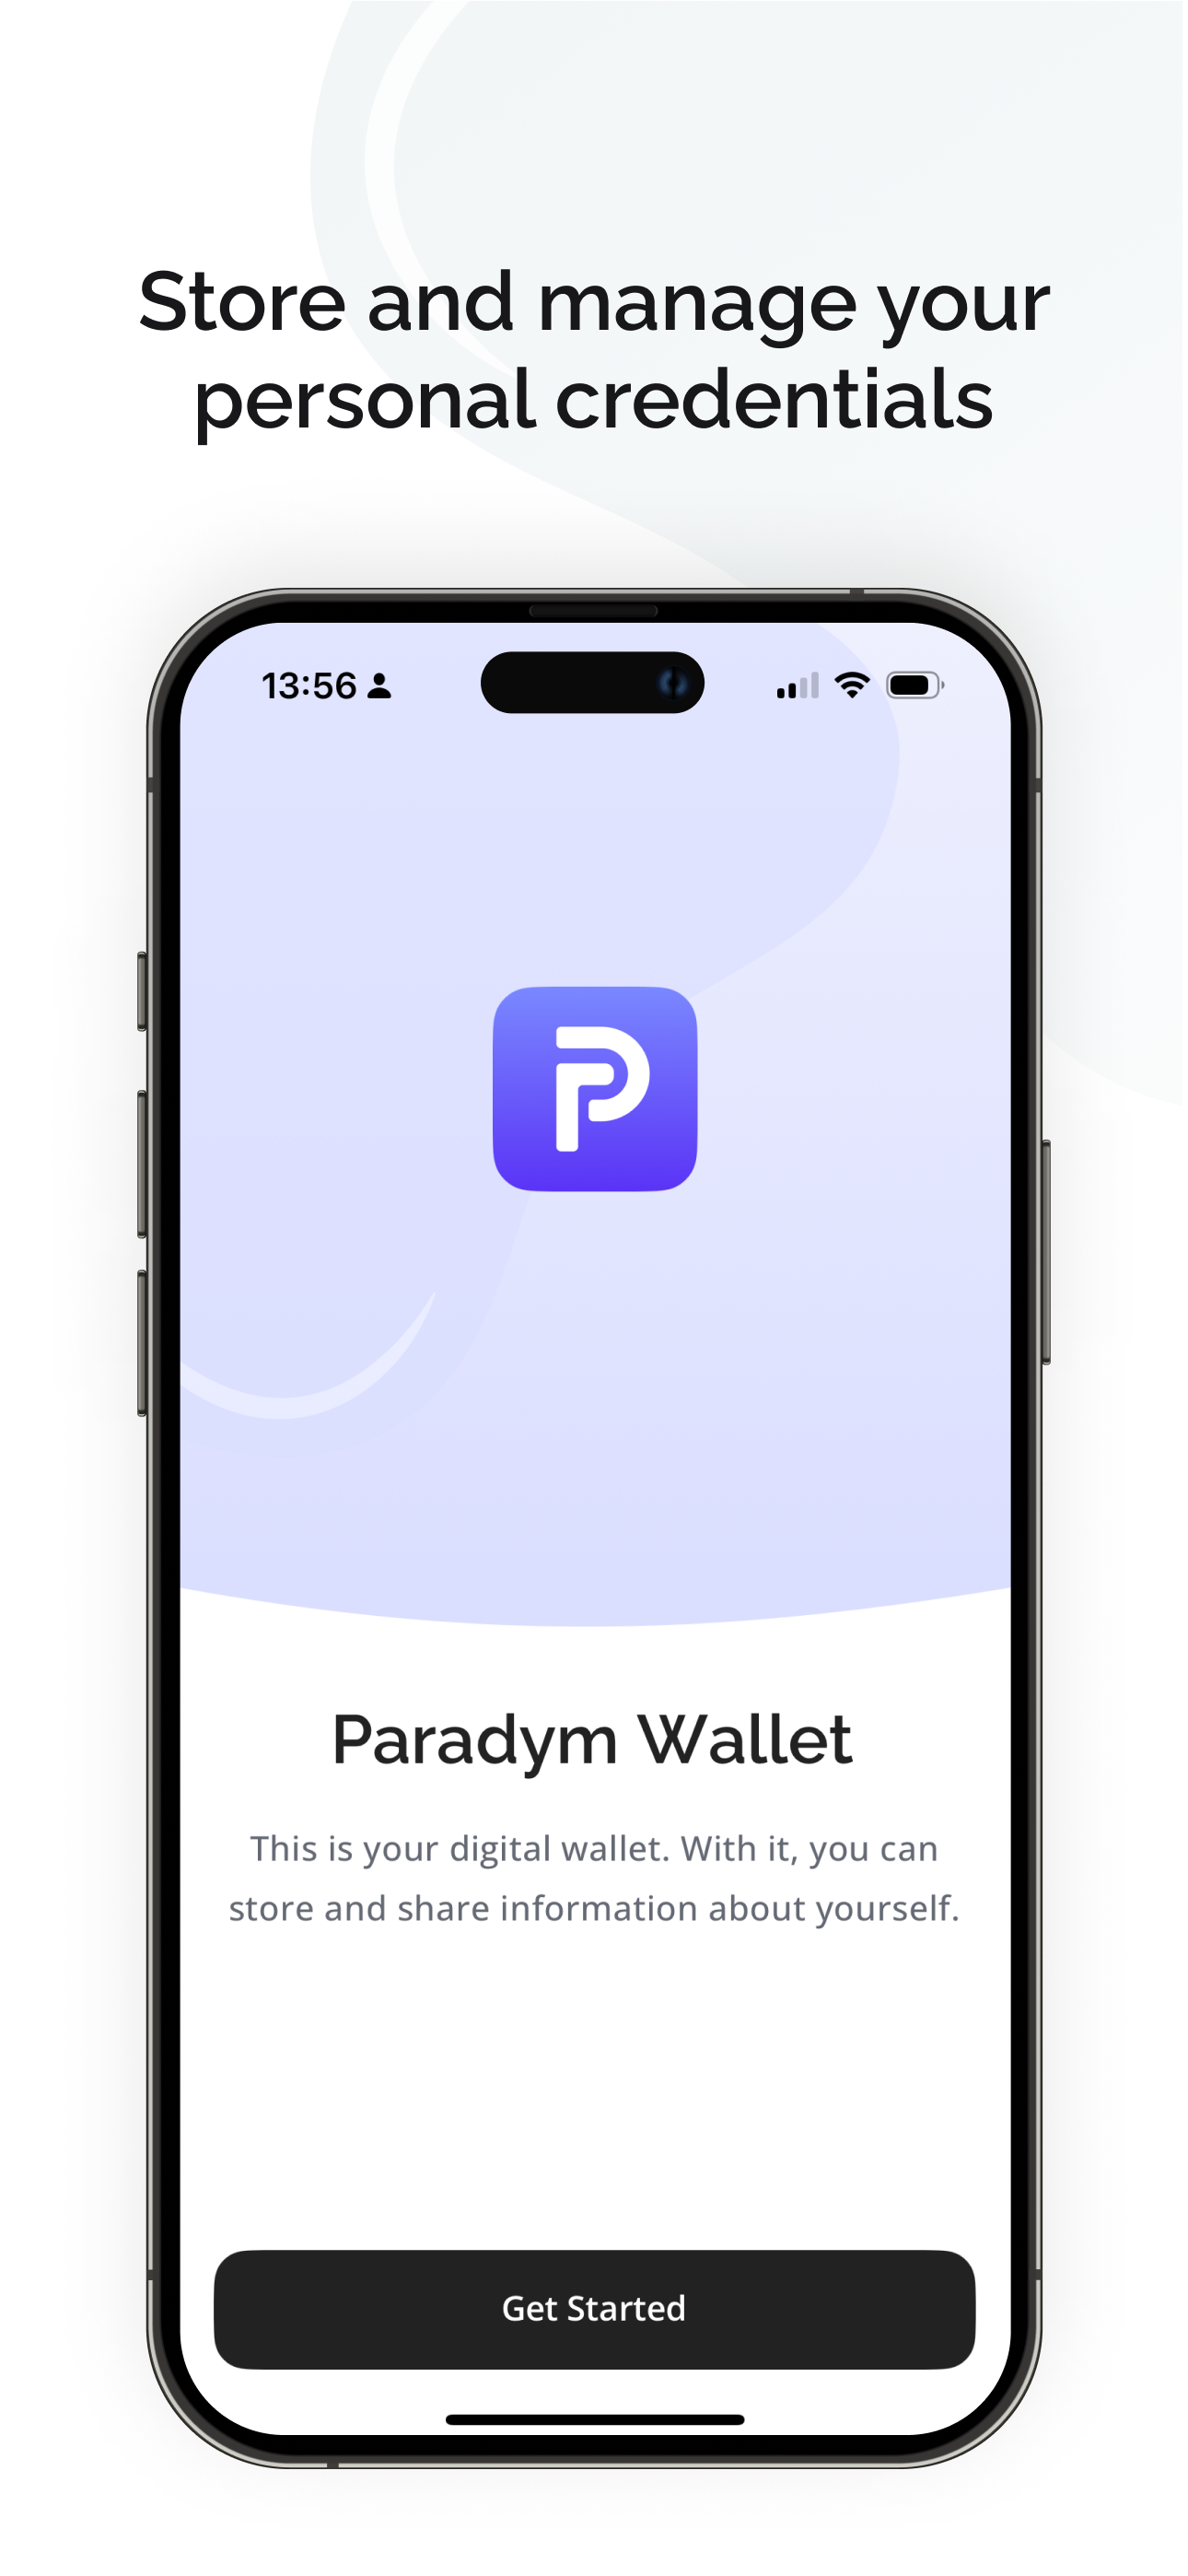 Store and manage your
personal credentials
13:56
Paradym Wallet
This is your digital wallet. With it, you can
store and share information about yourself.
Get Started